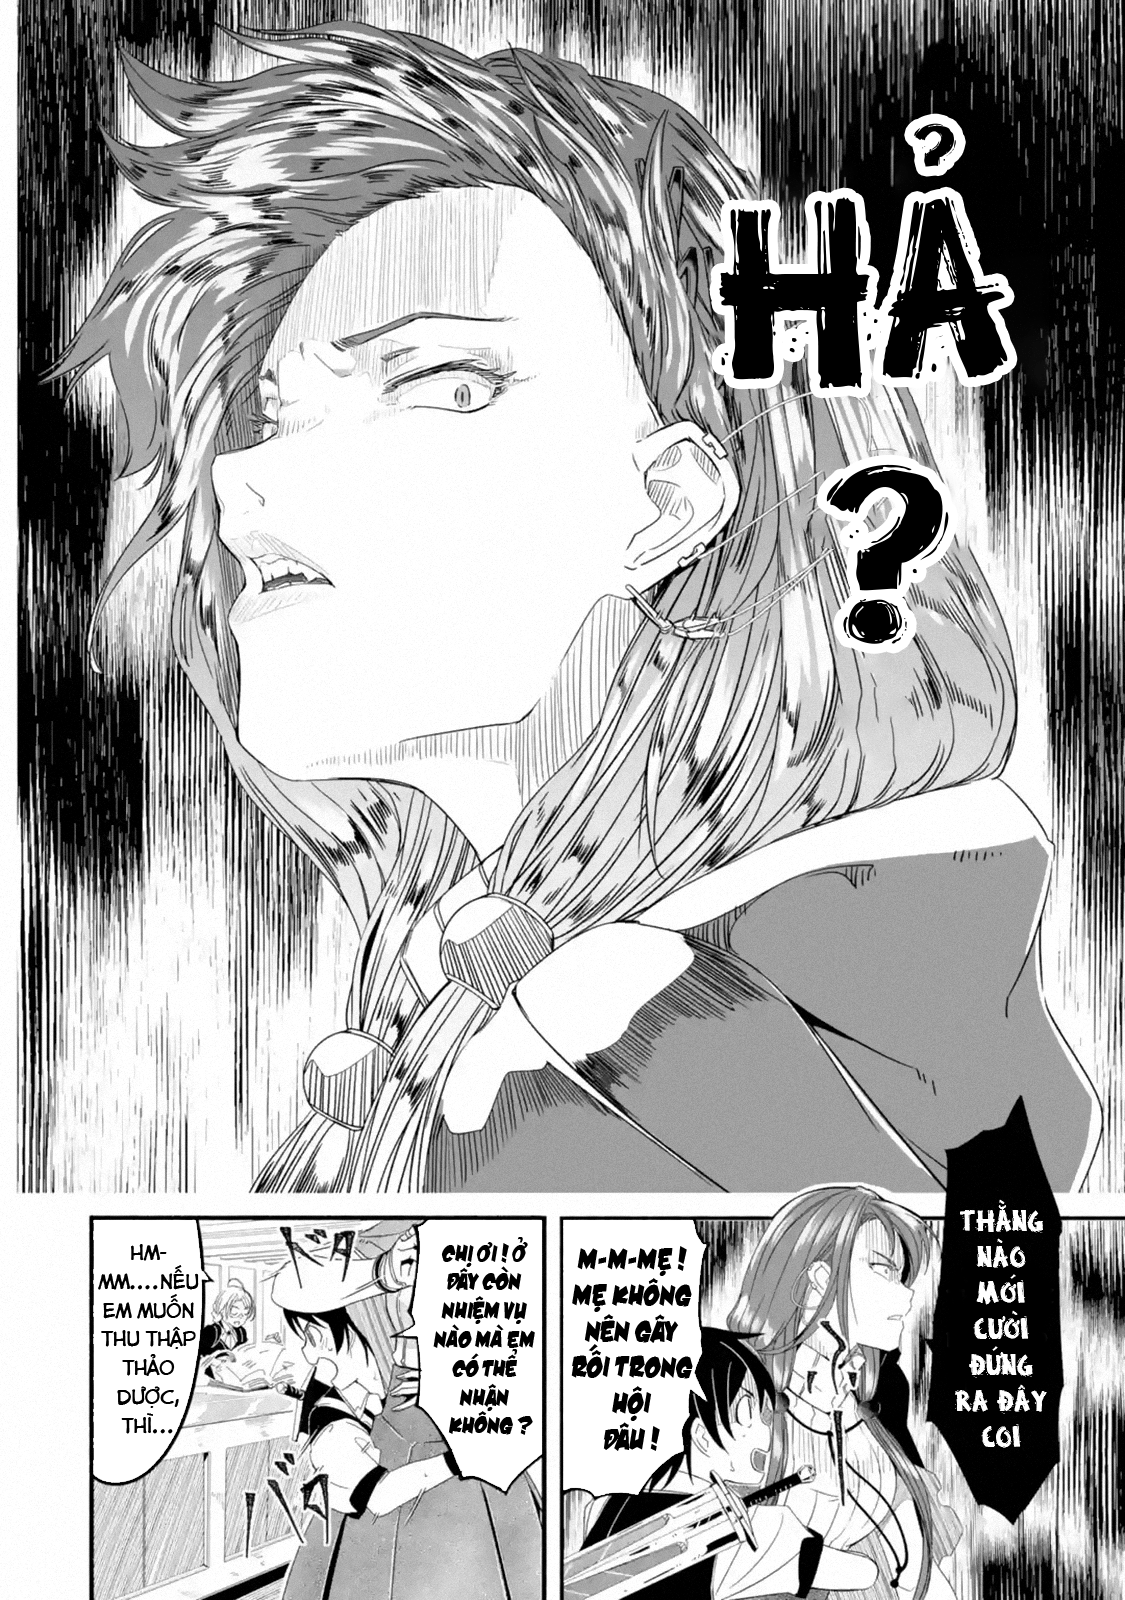 HẢ
?
THẰNG
NÀO
MỚI
CƯỜI
ĐỨNG
RA ĐÂY
COI
M-M-MẸ!
MẸ KHÔNG
NÊN GÂY
RỐI TRONG
HỘI
ĐÂU!
CHỊ ƠI! Ở
ĐÂY CÒN
NHIỆM VỤ
NÀO MÀ EM
CÓ THỂ
NHẬN
KHÔNG?
HM-
MM....NẾU
EM MUỐN
THU THẬP
THẢO
DƯỢC,
THÌ...